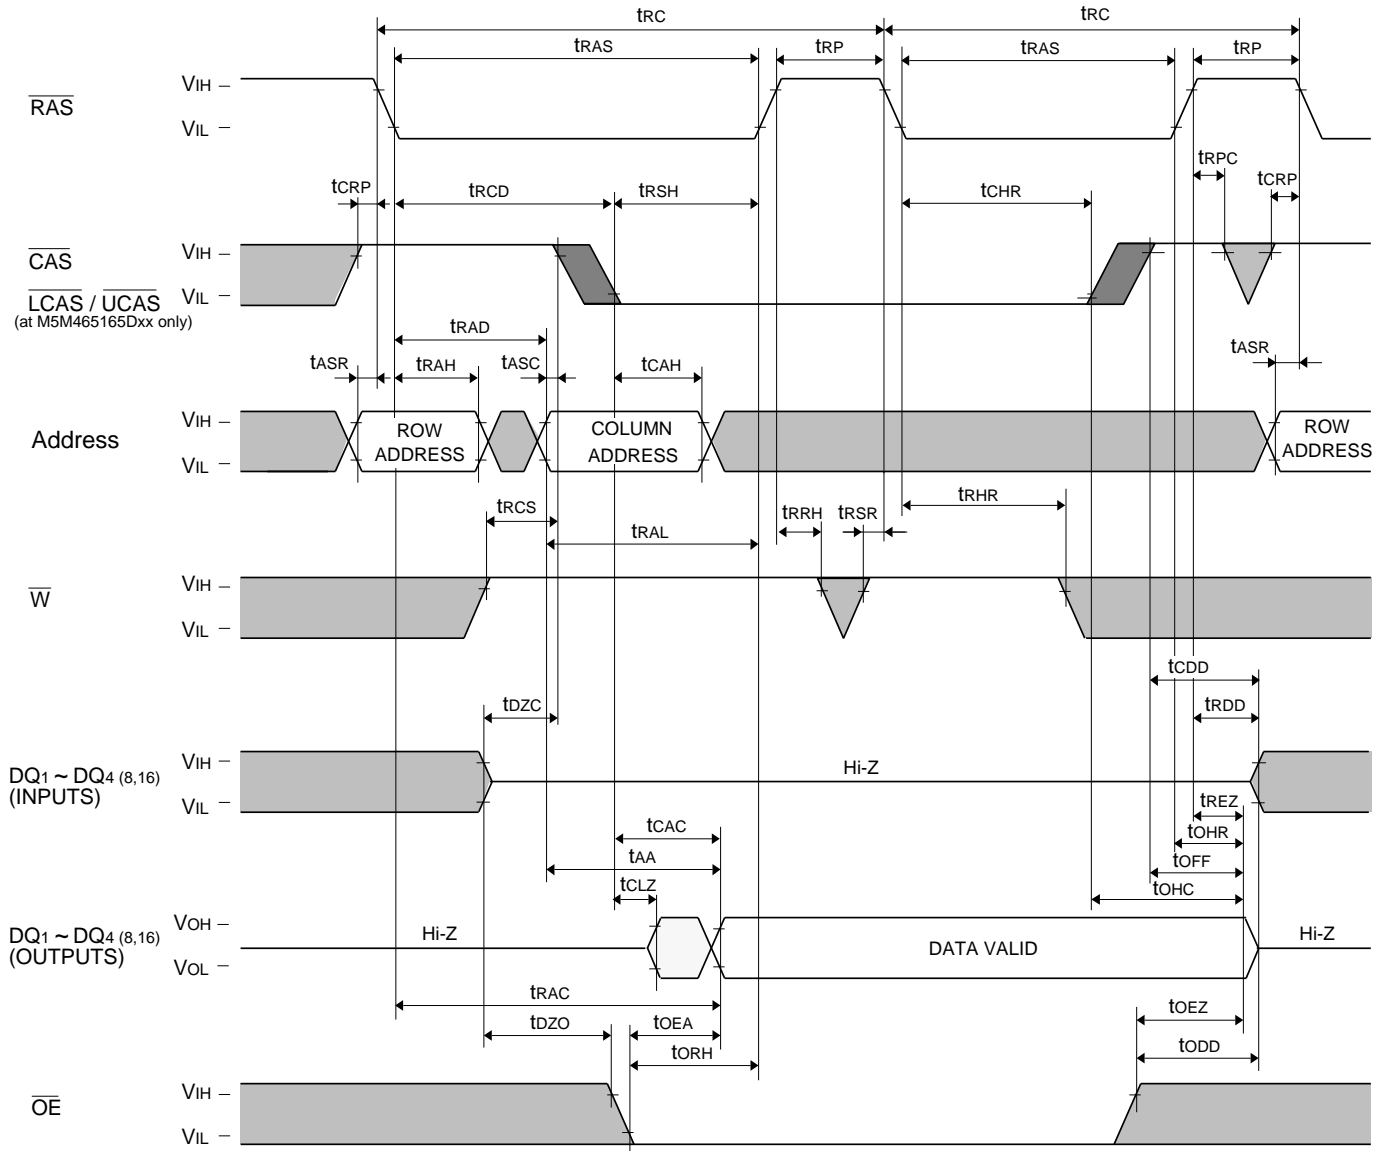 tRC tRC
tRAS tRP tRAS tRP
RAS VIH
VIL
tCRP tRCD tRSH tCHR tRPC tCRP
CAS VIH
LCAS / UCAS VIL
(at M5M465165Dxx only)
tRAD
tASR tRAH tASC tCAH tASR
Address VIH
VIL
ROW
ADDRESS
COLUMN
ADDRESS
ROW
ADDRESS
tRCS tRRH tRSR tRHR
tRAL
W VIH
VIL
tCDD
tDZC tRDD
DQ1 ~ DQ4 (8,16)
(INPUTS)
VIH
VIL
Hi-Z
tREZ
tCAC tOHR
tAA tOFF
tCLZ tOHC
DQ1 ~ DQ4 (8,16)
(OUTPUTS)
VOH
VOL
Hi-Z DATA VALID Hi-Z
tRAC
tOEZ
tDZO tOEA
tORH tODD
OE VIH
VIL